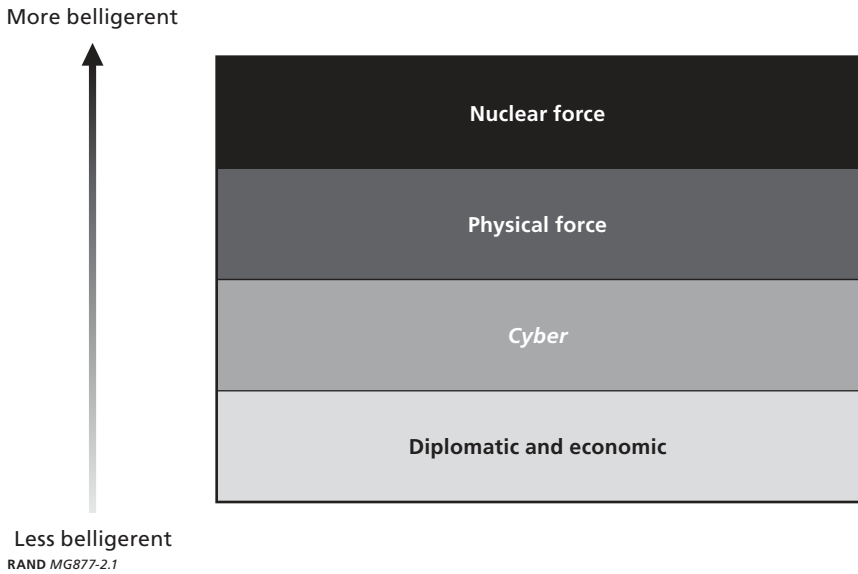 More belligerent
Nuclear force
Physical force
Cyber
Diplomatic and economic
Less belligerent
RAND MG877-2.1